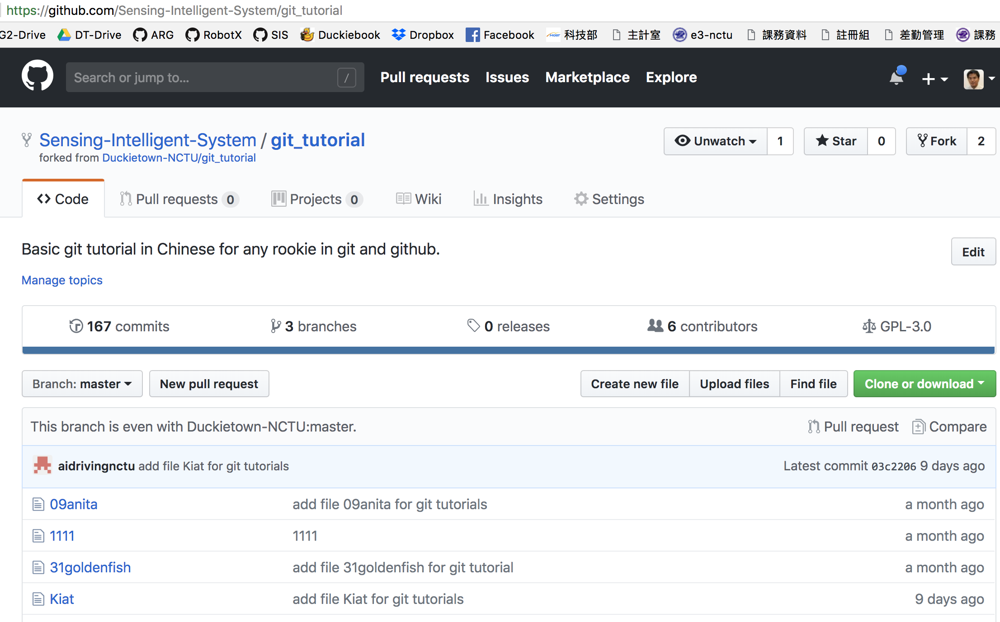 https://github.com/Sensing-Intelligent-System/git_tutorial
G2-Drive DT-Drive ARG RobotX SIS Duckiebook Dropbox Facebook MOST 科技部 主計室 e3-nctu 課務資料 註冊組 差勤管理 課務
Search or jump to... / Pull requests Issues Marketplace Explore
Sensing-Intelligent-System / git_tutorial Unwatch 1 Star 0 Fork 2
forked from Duckietown-NCTU/git_tutorial
Code Pull requests 0 Projects 0 Wiki Insights Settings
Basic git tutorial in Chinese for any rookie in git and github. Edit
Manage topics
167 commits 3 branches 0 releases 6 contributors GPL-3.0
Branch: master New pull request Create new file Upload files Find file Clone or download
This branch is even with Duckietown-NCTU:master. Pull request Compare
aidrivingnctu add file Kiat for git tutorials Latest commit 03c2206 9 days ago
09anita add file 09anita for git tutorials a month ago
1111 1111 a month ago
31goldenfish add file 31goldenfish for git tutorial a month ago
Kiat add file Kiat for git tutorials 9 days ago